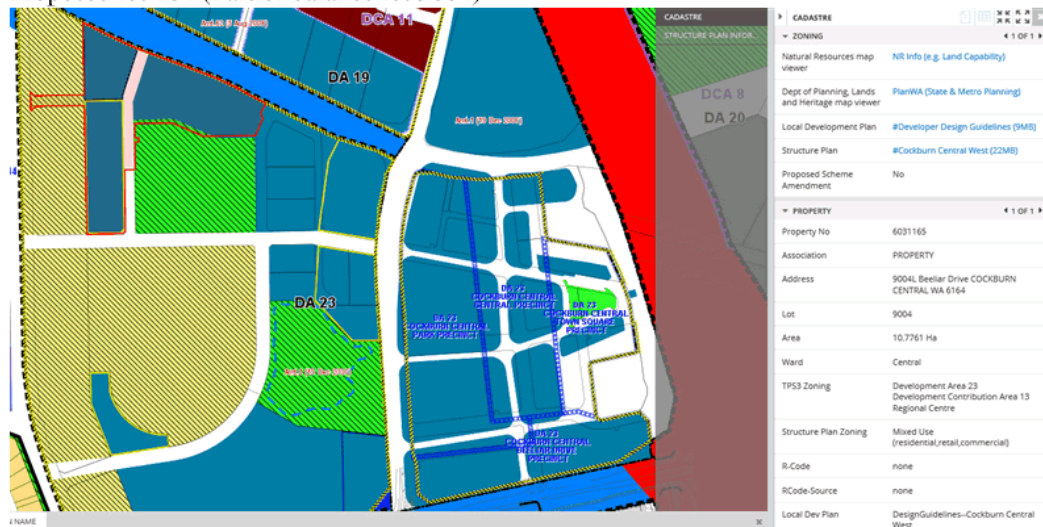 DCA 11
DA 19
DCA 8
DA 20
DA 23
DA 23
COCKBURN CENTRAL
CENTRAL PRECINCT
DA 23
COCKBURN CENTRAL
TOWN SQUARE
PRECINCT
DA 23
COCKBURN CENTRAL
PARK PRECINCT
DA 23
COCKBURN CENTRAL
BEELIAR DRIVE
PRECINCT
NAME
CADASTRE
STRUCTURE PLAN INFOR...
CADASTRE
ZONING 1 OF 1
Natural Resources map viewer NR Info (e.g. Land Capability)
Dept of Planning, Lands and Heritage map viewer PlanWA (State & Metro Planning)
Local Development Plan #Developer Design Guidelines (9MB)
Structure Plan #Cockburn Central West (22MB)
Proposed Scheme Amendment No
PROPERTY 1 OF 1
Property No 6031165
Association PROPERTY
Address 9004L Beeliar Drive COCKBURN CENTRAL WA 6164
Lot 9004
Area 10.7761 Ha
Ward Central
TPS3 Zoning Development Area 23
Development Contribution Area 13
Regional Centre
Structure Plan Zoning Mixed Use (residential,retail,commercial)
R-Code none
RCode-Source none
Local Dev Plan DesignGuidelines--Cockburn Central West